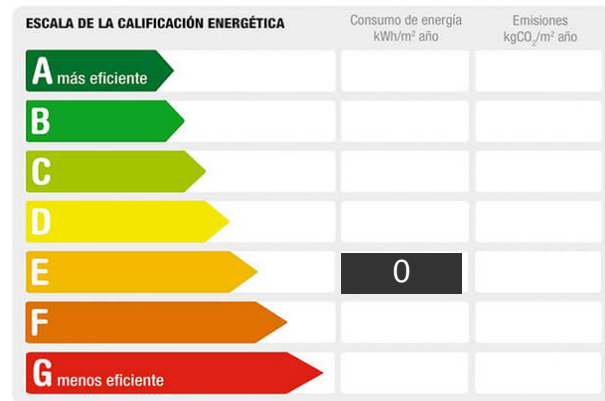 ESCALA DE LA CALIFICACIÓN ENERGÉTICA
Consumo de energía
kWh/m² año
Emisiones
kgCO₂/m² año
A más eficiente
B
C
D
E
0
F
G menos eficiente